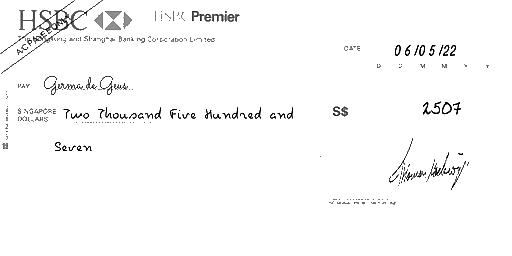 HSBC HSBC Premier
The Hongkong and Shanghai Banking Corporation Limited
A/C PAYEE ONLY
DATE 06/05/22
D D M M Y Y
PAY Germa de Geus
SINGAPORE DOLLARS Two Thousand Five Hundred and
S$ 2507
Seven